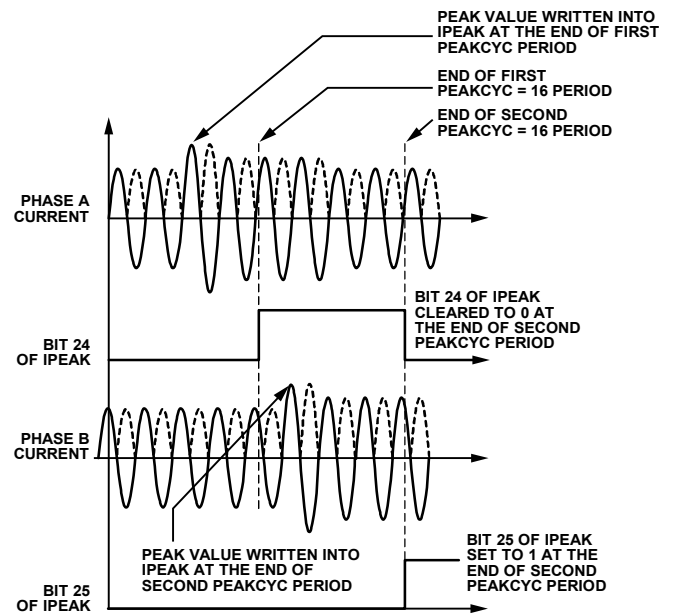 PEAK VALUE WRITTEN INTO
IPEAK AT THE END OF FIRST
PEAKCYC PERIOD
END OF FIRST
PEAKCYC = 16 PERIOD
END OF SECOND
PEAKCYC = 16 PERIOD
PHASE A
CURRENT
BIT 24 OF IPEAK
CLEARED TO 0 AT
THE END OF SECOND
PEAKCYC PERIOD
BIT 24
OF IPEAK
PHASE B
CURRENT
PEAK VALUE WRITTEN INTO
IPEAK AT THE END OF
SECOND PEAKCYC PERIOD
BIT 25 OF IPEAK
SET TO 1 AT THE
END OF SECOND
PEAKCYC PERIOD
BIT 25
OF IPEAK